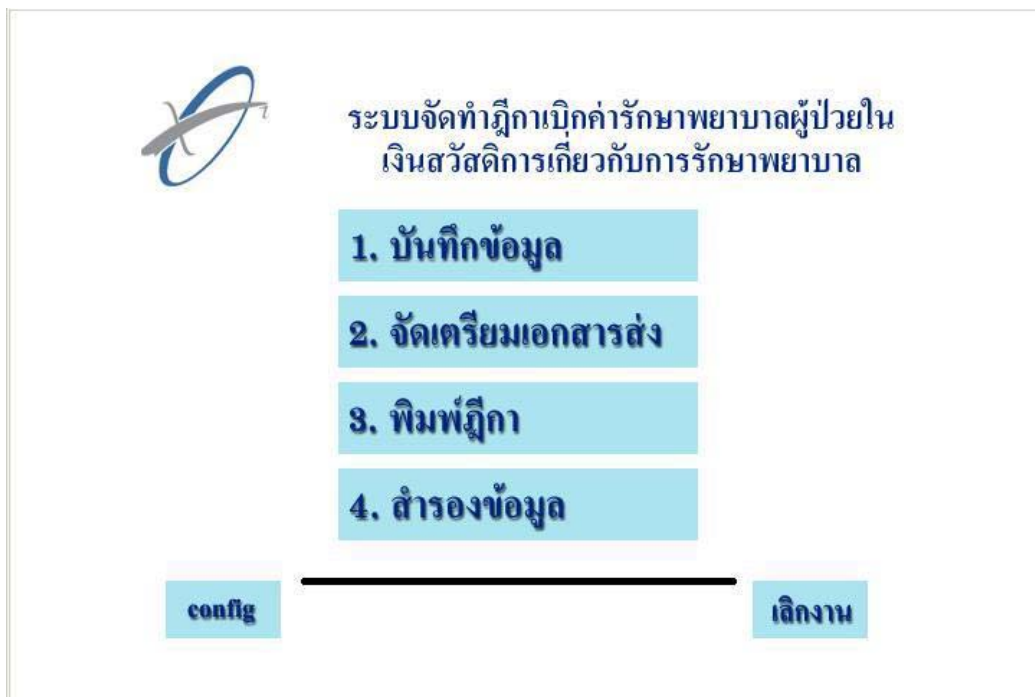 ระบบจัดทำฎีกาเบิกค่ารักษาพยาบาลผู้ป่วยใน
เงินสวัสดิการเกี่ยวกับการรักษาพยาบาล
1. บันทึกข้อมูล
2. จัดเตรียมเอกสารส่ง
3. พิมพ์ฎีกา
4. สำรองข้อมูล
config
เลิกงาน